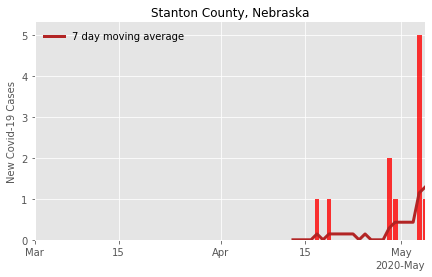 Stanton County, Nebraska
7 day moving average
New Covid-19 Cases
5
4
3
2
1
0
Mar
15
Apr
15
May
2020-May